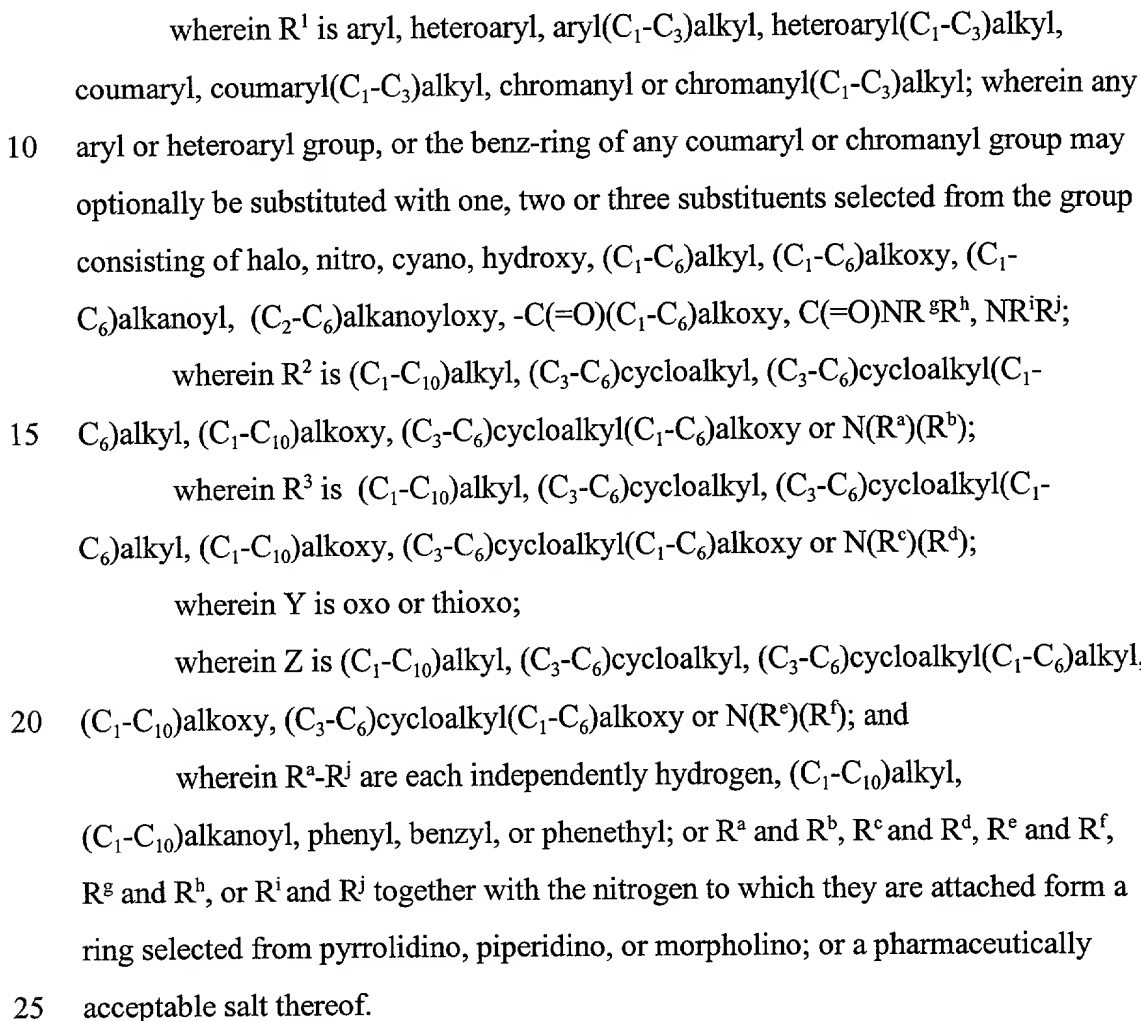 wherein R¹ is aryl, heteroaryl, aryl(C₁-C₃)alkyl, heteroaryl(C₁-C₃)alkyl,
coumaryl, coumaryl(C₁-C₃)alkyl, chromanyl or chromanyl(C₁-C₃)alkyl; wherein any
10 aryl or heteroaryl group, or the benz-ring of any coumaryl or chromanyl group may
optionally be substituted with one, two or three substituents selected from the group
consisting of halo, nitro, cyano, hydroxy, (C₁-C₆)alkyl, (C₁-C₆)alkoxy, (C₁-
C₆)alkanoyl, (C₂-C₆)alkanoyloxy, -C(=O)(C₁-C₆)alkoxy, C(=O)NRᵍRʰ, NRⁱRʲ;
wherein R² is (C₁-C₁₀)alkyl, (C₃-C₆)cycloalkyl, (C₃-C₆)cycloalkyl(C₁-
15 C₆)alkyl, (C₁-C₁₀)alkoxy, (C₃-C₆)cycloalkyl(C₁-C₆)alkoxy or N(Rᵃ)(Rᵇ);
wherein R³ is (C₁-C₁₀)alkyl, (C₃-C₆)cycloalkyl, (C₃-C₆)cycloalkyl(C₁-
C₆)alkyl, (C₁-C₁₀)alkoxy, (C₃-C₆)cycloalkyl(C₁-C₆)alkoxy or N(Rᶜ)(Rᵈ);
wherein Y is oxo or thioxo;
wherein Z is (C₁-C₁₀)alkyl, (C₃-C₆)cycloalkyl, (C₃-C₆)cycloalkyl(C₁-C₆)alkyl,
20 (C₁-C₁₀)alkoxy, (C₃-C₆)cycloalkyl(C₁-C₆)alkoxy or N(Rᵉ)(Rᶠ); and
wherein Rᵃ-Rʲ are each independently hydrogen, (C₁-C₁₀)alkyl,
(C₁-C₁₀)alkanoyl, phenyl, benzyl, or phenethyl; or Rᵃ and Rᵇ, Rᶜ and Rᵈ, Rᵉ and Rᶠ,
Rᵍ and Rʰ, or Rⁱ and Rʲ together with the nitrogen to which they are attached form a
ring selected from pyrrolidino, piperidino, or morpholino; or a pharmaceutically
25 acceptable salt thereof.